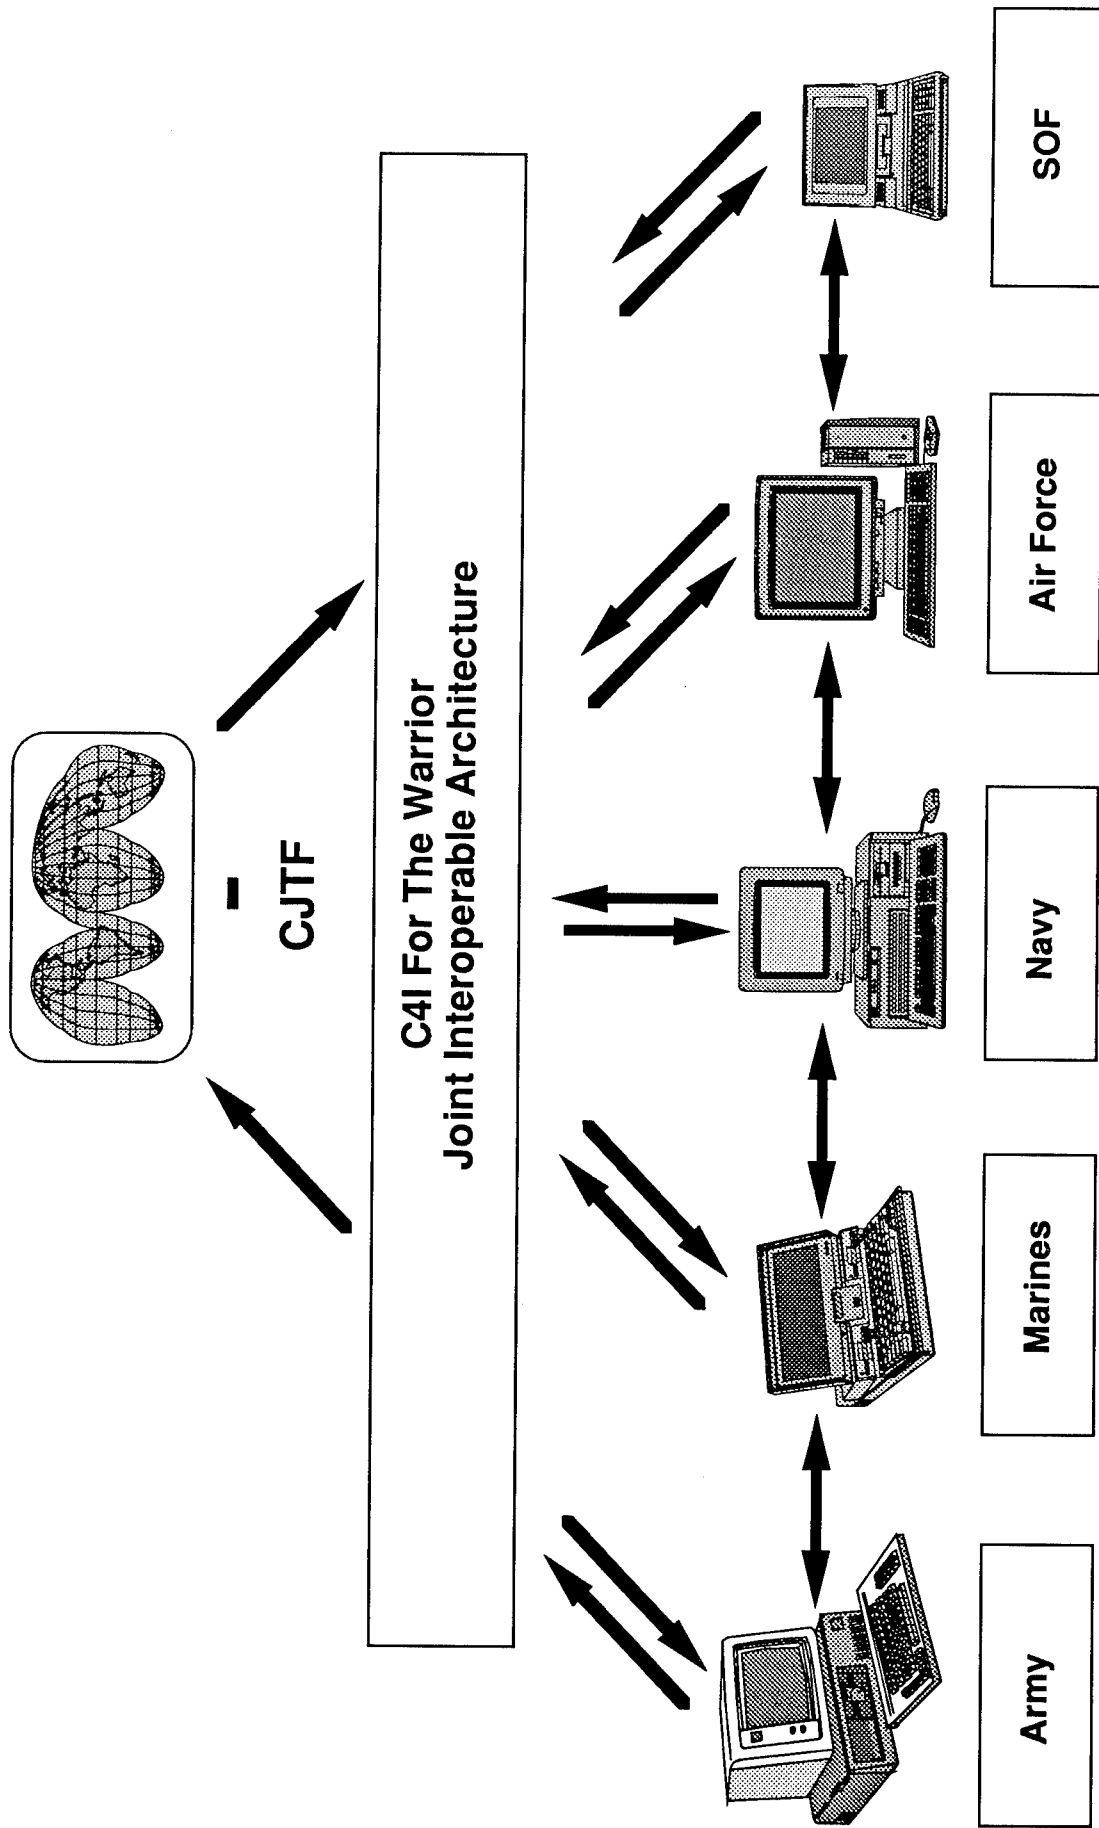 CJTF
C4I For The Warrior
Joint Interoperable Architecture
Army
Marines
Navy
Air Force
SOF